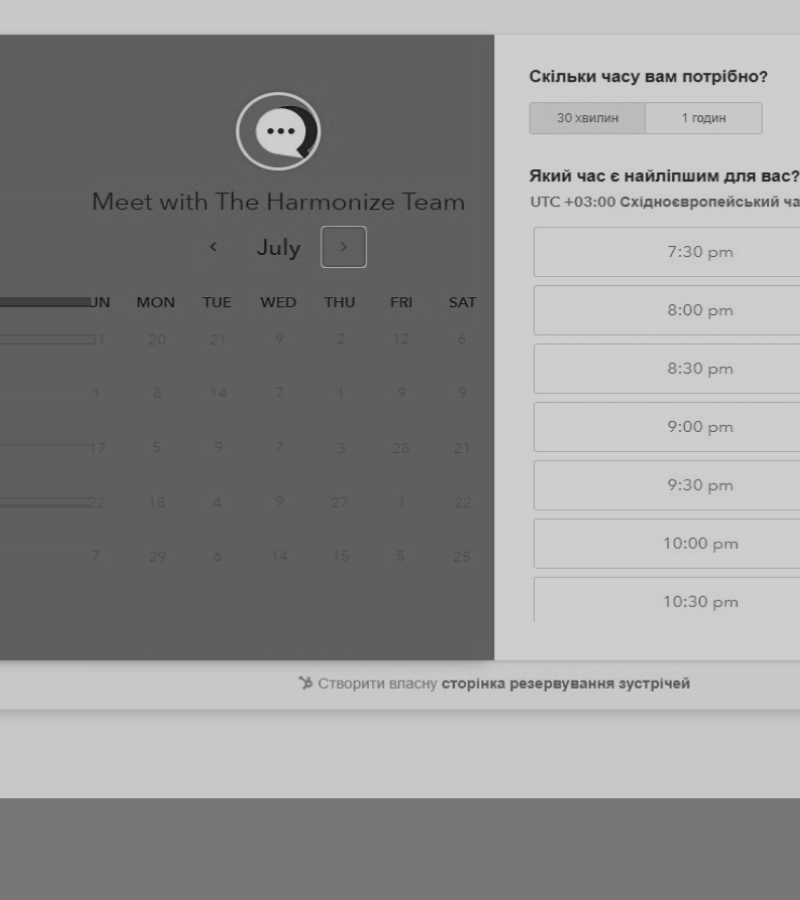 Meet with The Harmonize Team
July
UN MON TUE WED THU FRI SAT
31 20 21 9 2 12 6
1 8 14 7 1 9 9
17 5 9 7 3 28 21
22 18 4 9 27 1 22
7 29 6 14 15 5 25
Скільки часу вам потрібно?
30 хвилин 1 годин
Який час є найліпшим для вас?
UTC +03:00 Східноєвропейський ча
7:30 pm
8:00 pm
8:30 pm
9:00 pm
9:30 pm
10:00 pm
10:30 pm
Створити власну сторінка резервування зустрічей